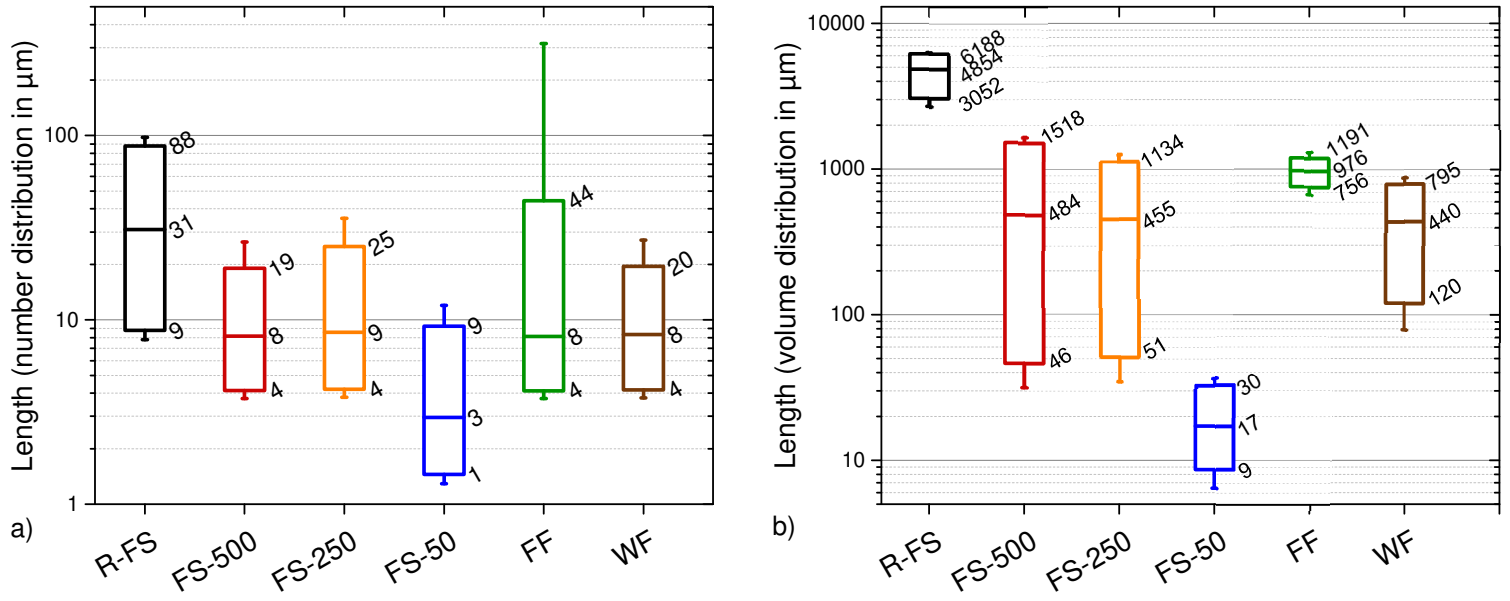 a)
Length (number distribution in µm)
100
10
1
88
31
9
19
8
4
25
9
4
9
3
1
44
8
4
20
8
4
R-FS
FS-500
FS-250
FS-50
FF
WF
b)
Length (volume distribution in µm)
10000
1000
100
10
6188
4854
3052
1518
484
46
1134
455
51
30
17
9
1191
976
756
795
440
120
R-FS
FS-500
FS-250
FS-50
FF
WF